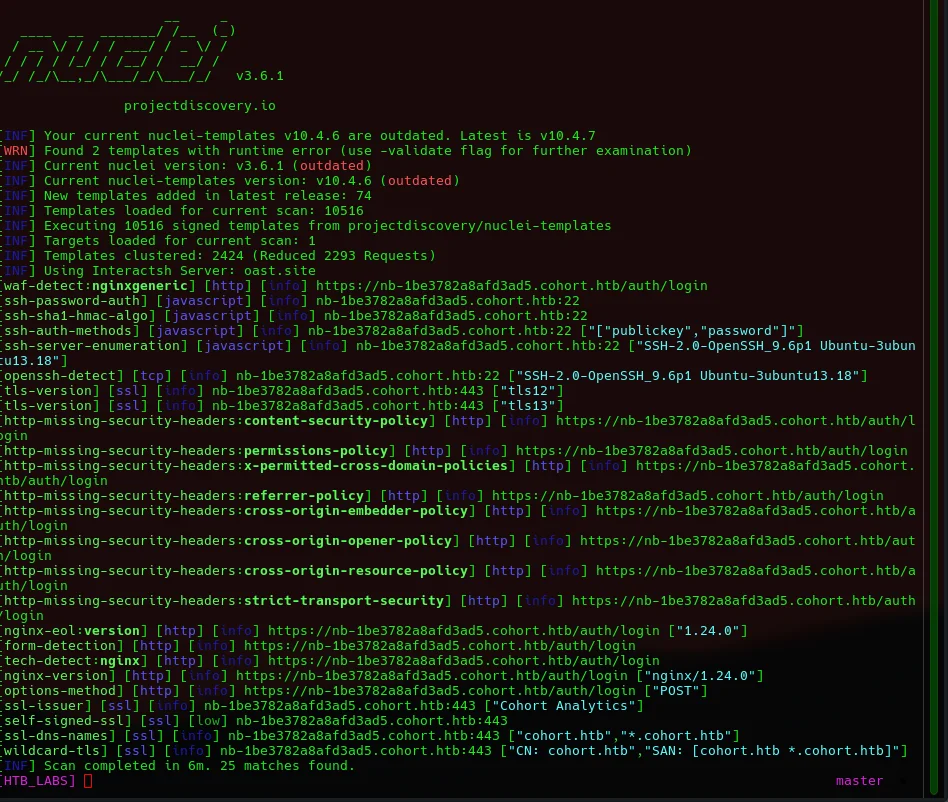 v3.6.1
projectdiscovery.io
[INF] Your current nuclei-templates v10.4.6 are outdated. Latest is v10.4.7
[WRN] Found 2 templates with runtime error (use -validate flag for further examination)
[INF] Current nuclei version: v3.6.1 (outdated)
[INF] Current nuclei-templates version: v10.4.6 (outdated)
[INF] New templates added in latest release: 74
[INF] Templates loaded for current scan: 10516
[INF] Executing 10516 signed templates from projectdiscovery/nuclei-templates
[INF] Targets loaded for current scan: 1
[INF] Templates clustered: 2424 (Reduced 2293 Requests)
[INF] Using Interactsh Server: oast.site
[waf-detect:nginxgeneric] [http] [info] https://nb-1be3782a8afd3ad5.cohort.htb/auth/login
[ssh-password-auth] [javascript] [info] nb-1be3782a8afd3ad5.cohort.htb:22
[ssh-sha1-hmac-algo] [javascript] [info] nb-1be3782a8afd3ad5.cohort.htb:22
[ssh-auth-methods] [javascript] [info] nb-1be3782a8afd3ad5.cohort.htb:22 ["["publickey","password"]"]
[ssh-server-enumeration] [javascript] [info] nb-1be3782a8afd3ad5.cohort.htb:22 ["SSH-2.0-OpenSSH_9.6p1 Ubuntu-3ubun
tu13.18"]
[openssh-detect] [tcp] [info] nb-1be3782a8afd3ad5.cohort.htb:22 ["SSH-2.0-OpenSSH_9.6p1 Ubuntu-3ubuntu13.18"]
[tls-version] [ssl] [info] nb-1be3782a8afd3ad5.cohort.htb:443 ["tls12"]
[tls-version] [ssl] [info] nb-1be3782a8afd3ad5.cohort.htb:443 ["tls13"]
[http-missing-security-headers:content-security-policy] [http] [info] https://nb-1be3782a8afd3ad5.cohort.htb/auth/l
ogin
[http-missing-security-headers:permissions-policy] [http] [info] https://nb-1be3782a8afd3ad5.cohort.htb/auth/login
[http-missing-security-headers:x-permitted-cross-domain-policies] [http] [info] https://nb-1be3782a8afd3ad5.cohort.
htb/auth/login
[http-missing-security-headers:referrer-policy] [http] [info] https://nb-1be3782a8afd3ad5.cohort.htb/auth/login
[http-missing-security-headers:cross-origin-embedder-policy] [http] [info] https://nb-1be3782a8afd3ad5.cohort.htb/a
uth/login
[http-missing-security-headers:cross-origin-opener-policy] [http] [info] https://nb-1be3782a8afd3ad5.cohort.htb/aut
h/login
[http-missing-security-headers:cross-origin-resource-policy] [http] [info] https://nb-1be3782a8afd3ad5.cohort.htb/a
uth/login
[http-missing-security-headers:strict-transport-security] [http] [info] https://nb-1be3782a8afd3ad5.cohort.htb/auth
/login
[nginx-eol:version] [http] [info] https://nb-1be3782a8afd3ad5.cohort.htb/auth/login ["1.24.0"]
[form-detection] [http] [info] https://nb-1be3782a8afd3ad5.cohort.htb/auth/login
[tech-detect:nginx] [http] [info] https://nb-1be3782a8afd3ad5.cohort.htb/auth/login
[nginx-version] [http] [info] https://nb-1be3782a8afd3ad5.cohort.htb/auth/login ["nginx/1.24.0"]
[options-method] [http] [info] https://nb-1be3782a8afd3ad5.cohort.htb/auth/login ["POST"]
[ssl-issuer] [ssl] [info] nb-1be3782a8afd3ad5.cohort.htb:443 ["Cohort Analytics"]
[self-signed-ssl] [ssl] [low] nb-1be3782a8afd3ad5.cohort.htb:443
[ssl-dns-names] [ssl] [info] nb-1be3782a8afd3ad5.cohort.htb:443 ["cohort.htb","*.cohort.htb"]
[wildcard-tls] [ssl] [info] nb-1be3782a8afd3ad5.cohort.htb:443 ["CN: cohort.htb","SAN: [cohort.htb *.cohort.htb]"]
[INF] Scan completed in 6m. 25 matches found.
[HTB_LABS] master